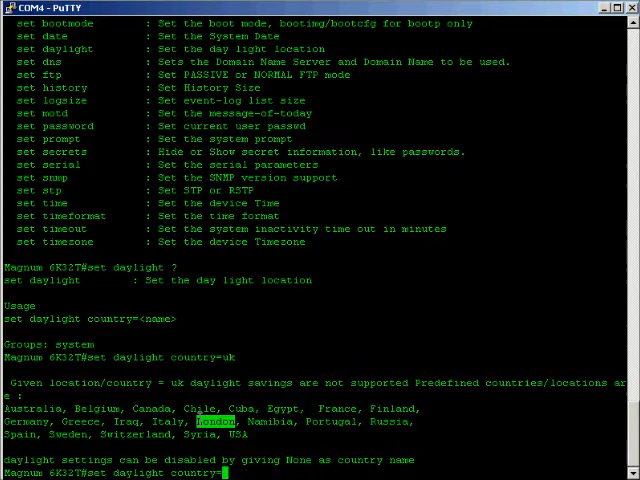 COM4 - PuTTY
set bootmode : Set the boot mode, bootimg/bootcfg for bootp only
set date : Set the System Date
set daylight : Set the day light location
set dns : Sets the Domain Name Server and Domain Name to be used.
set ftp : Set PASSIVE or NORMAL FTP mode
set history : Set History Size
set logsize : Set event-log list size
set motd : Set the message-of-today
set password : Set current user passwd
set prompt : Set the system prompt
set secrets : Hide or Show secret information, like passwords.
set serial : Set the serial parameters
set snmp : Set the SNMP version support
set stp : Set STP or RSTP
set time : Set the device Time
set timeformat : Set the time format
set timeout : Set the system inactivity time out in minutes
set timezone : Set the device Timezone
Magnum 6K32T#set daylight ?
set daylight : Set the day light location
Usage
set daylight country=<name>
Groups: system
Magnum 6K32T#set daylight country=uk
Given location/country = uk daylight savings are not supported Predefined countries/locations ar
e :
Australia, Belgium, Canada, Chile, Cuba, Egypt, France, Finland,
Germany, Greece, Iraq, Italy, London, Namibia, Portugal, Russia,
Spain, Sweden, Switzerland, Syria, USA
daylight settings can be disabled by giving None as country name
Magnum 6K32T#set daylight country=